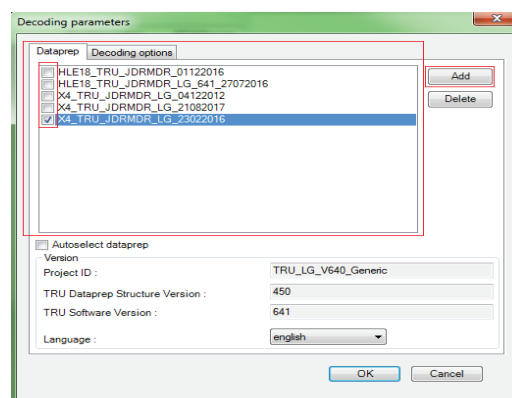 Decoding parameters
Dataprep Decoding options
HLE18_TRU_JDRMDR_01122016
HLE18_TRU_JDRMDR_LG_641_27072016
X4_TRU_JDRMDR_LG_04122012
X4_TRU_JDRMDR_LG_21082017
X4_TRU_JDRMDR_LG_23022016
Add
Delete
Autoselect dataprep
Version
Project ID : TRU_LG_V640_Generic
TRU Dataprep Structure Version : 450
TRU Software Version : 641
Language : english
OK Cancel